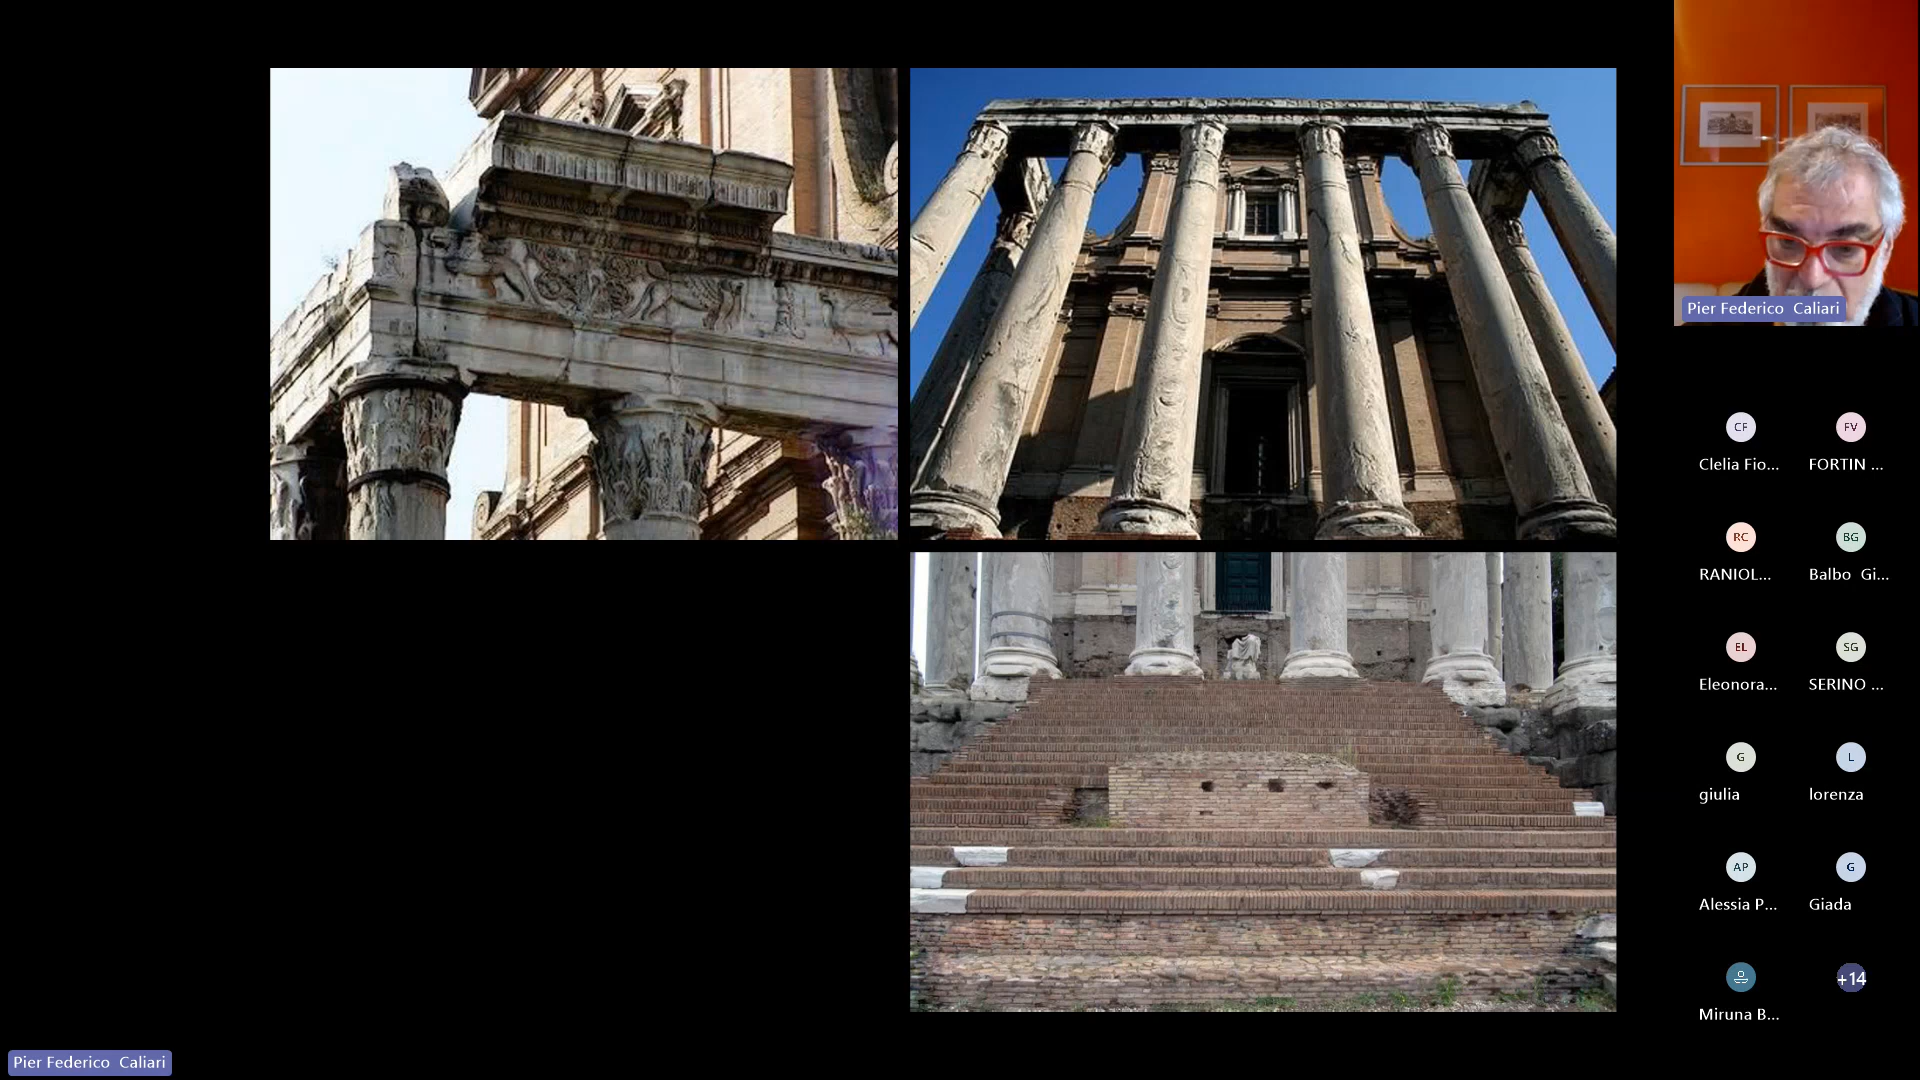 Pier Federico Caliari
CF
FV
Clelia Fio...
FORTIN ...
RC
BG
RANIOL...
Balbo Gi...
EL
SG
Eleonora...
SERINO ...
G
L
giulia
lorenza
AP
G
Alessia P...
Giada
+14
Miruna B...
Pier Federico Caliari